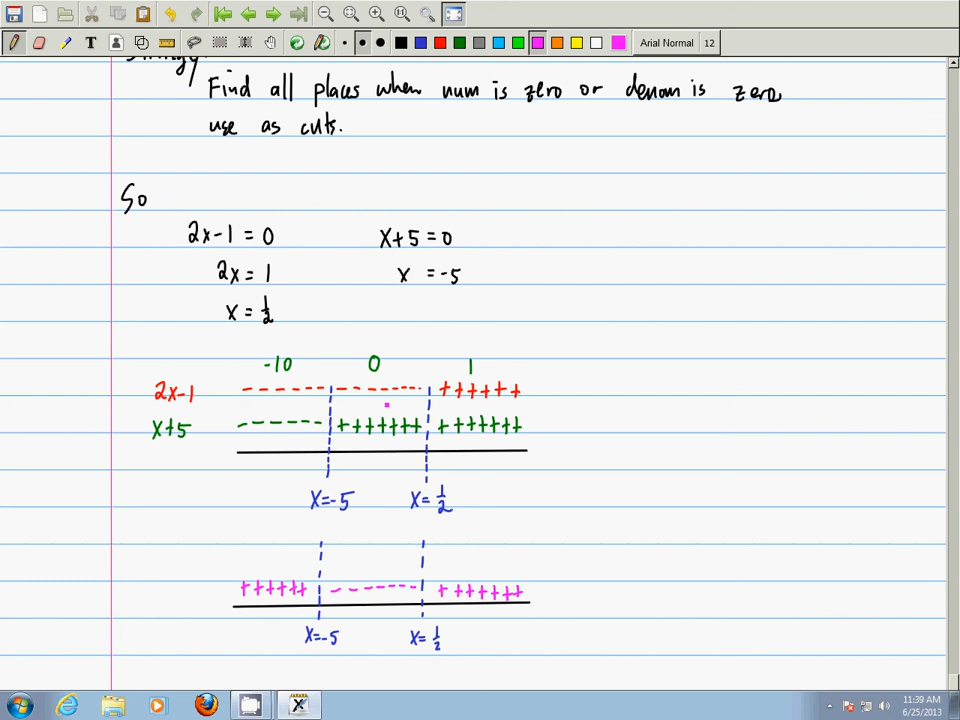 Arial Normal 12
Find all places when num is zero or denom is zero
use as cuts.
So
2x-1 = 0 x+5 = 0
2x = 1 x = -5
x = 1/2
-10 0 1
2x-1 ------- ------- ++++++
x+5 ------- +++++++ +++++++
x=-5 x= 1/2
++++++ -------- +++++++
x=-5 x= 1/2
11:39 AM
6/25/2013